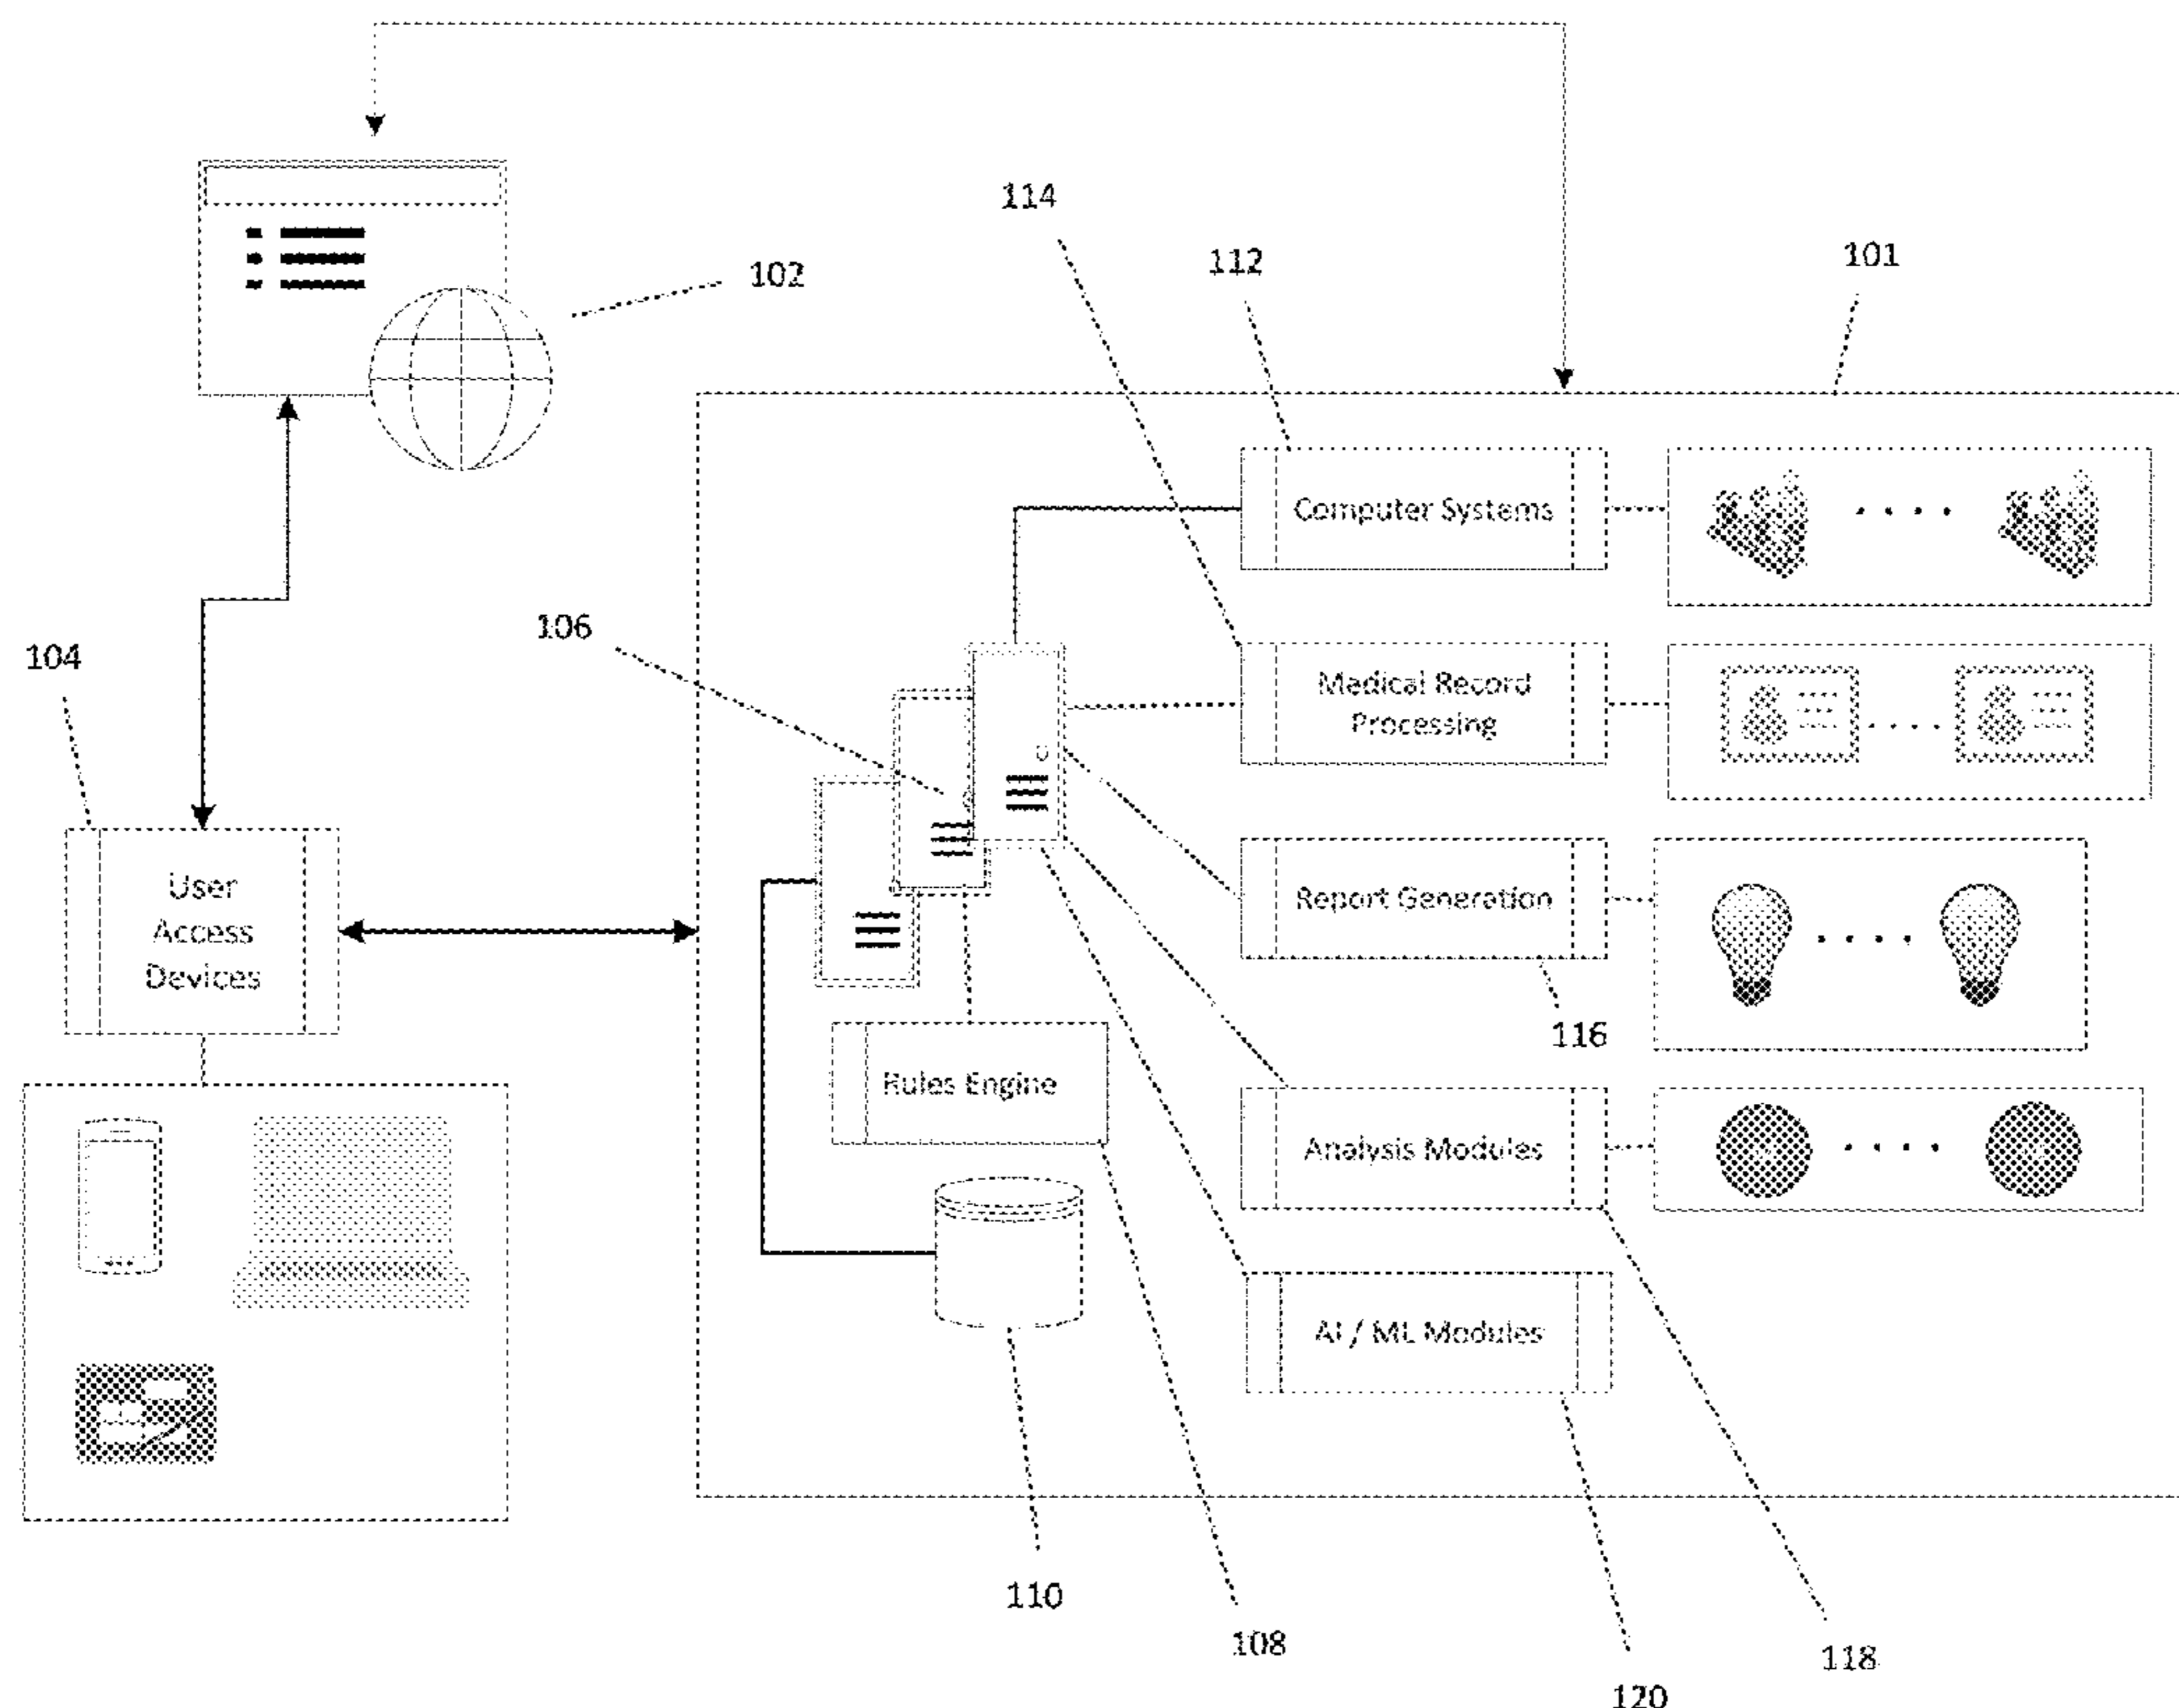 114
112
101
102
Computer Systems
106
104
Medical Record
Processing
User
Access
Devices
Report Generation
116
Rules Engine
Analysis Modules
AI / ML Modules
110
108
118
120